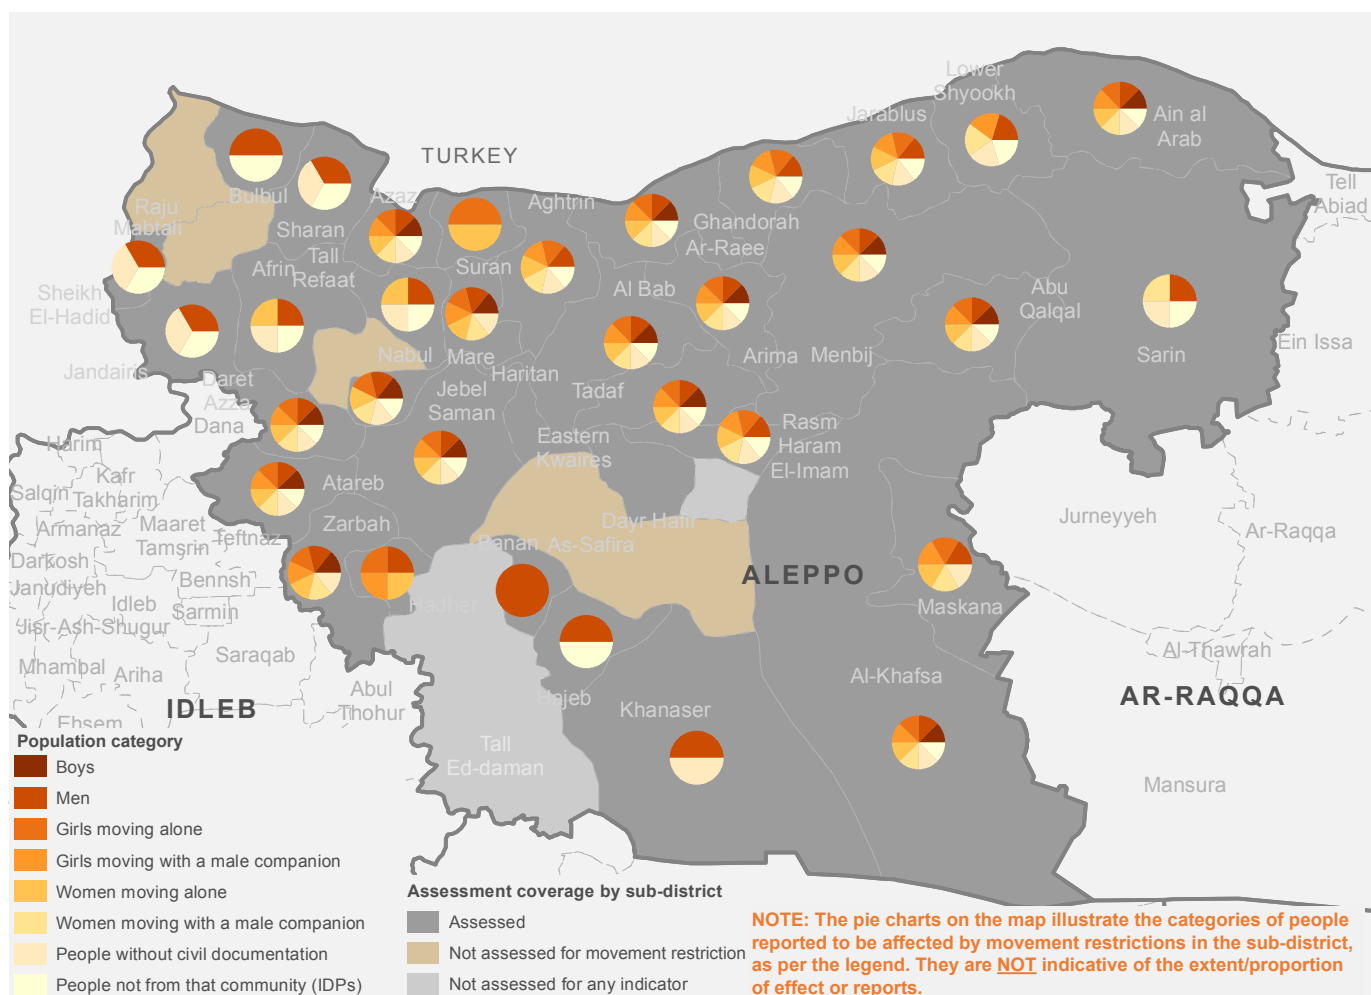 Lower
Shyookh
Jarablus
Ain al
Arab
TURKEY
Tell
Abiad
Bulbul
Azaz
Aghtrin
Raju
Mabtali
Sharan
Ghandorah
Ar-Raee
Tall
Refaat
Afrin
Suran
Sheikh
El-Hadid
Al Bab
Abu
Qalqal
Ein Issa
Nabul
Mare
Arima
Menbij
Sarin
Jandairis
Haritan
Daret
Azza
Jebel
Saman
Tadaf
Dana
Rasm
Haram
El-Imam
Harim
Eastern
Kwaires
Kafr
Takharim
Salqin
Atareb
Armanaz
Maaret
Tamsrin
Zarbah
Teftnaz
Dayr Hafir
Jurneyyeh
Ar-Raqqa
Banan
As-Safira
Darkosh
Janudiyeh
Bennsh
ALEPPO
Idleb
Sarmin
Hadher
Maskana
Jisr-Ash-Shugur
Saraqab
Mhambal
Ariha
Al-Thawrah
Al-Khafsa
Abul
Thohur
Hajeb
AR-RAQQA
IDLEB
Khanaser
Ehsem
Tall
Ed-daman
Mansura
Population category
Boys
Men
Girls moving alone
Girls moving with a male companion
Women moving alone
Women moving with a male companion
People without civil documentation
People not from that community (IDPs)
Assessment coverage by sub-district
Assessed
Not assessed for movement restriction
Not assessed for any indicator
NOTE: The pie charts on the map illustrate the categories of people
reported to be affected by movement restrictions in the sub-district,
as per the legend. They are NOT indicative of the extent/proportion
of effect or reports.